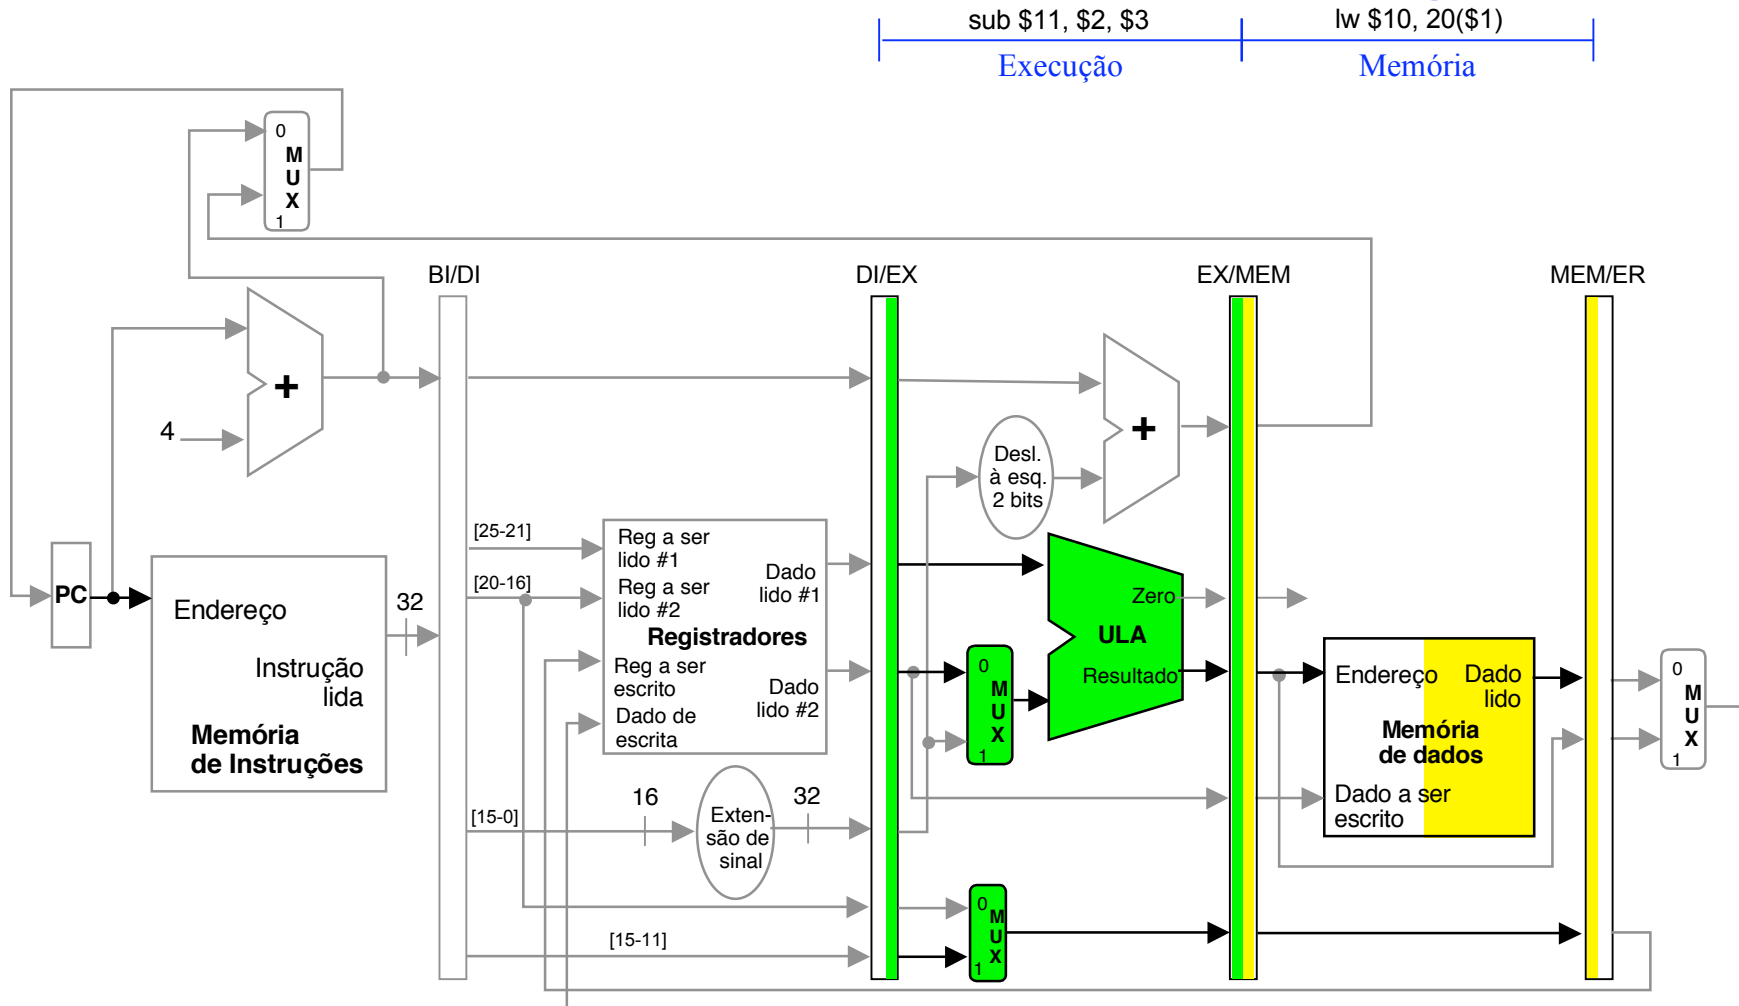 sub $11, $2, $3
lw $10, 20($1)
Execução
Memória
0
M
U
X
1
BI/DI
DI/EX
EX/MEM
MEM/ER
+
4
+
Desl.
à esq.
2 bits
[25-21]
[20-16]
[15-0]
[15-11]
PC
Endereço
Instrução
lida
Memória
de Instruções
32
Reg a ser
lido #1
Reg a ser
lido #2
Registradores
Reg a ser
escrito
Dado de
escrita
Dado
lido #1
Dado
lido #2
16
Exten-
são de
sinal
32
0
M
U
X
1
Zero
ULA
Resultado
0
M
U
X
1
Endereço
Dado
lido
Memória
de dados
Dado a ser
escrito
0
M
U
X
1